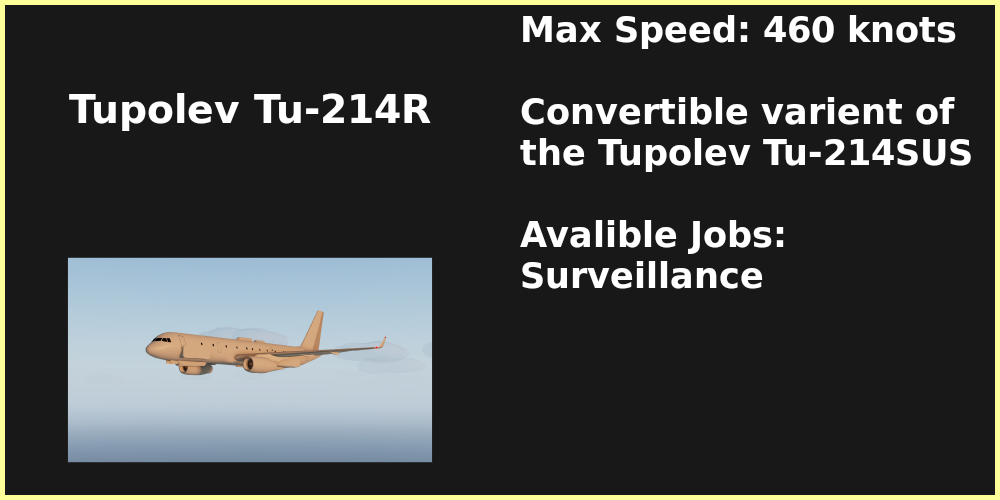 Tupolev Tu-214R
Max Speed: 460 knots
Convertible varient of
the Tupolev Tu-214SUS
Avalible Jobs:
Surveillance